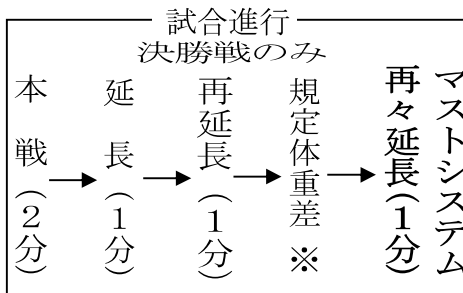 試合進行
決勝戦のみ
本戦(2分)
延長(1分)
再延長(1分)
規定体重差※
再々延長(1分)
マストシステム